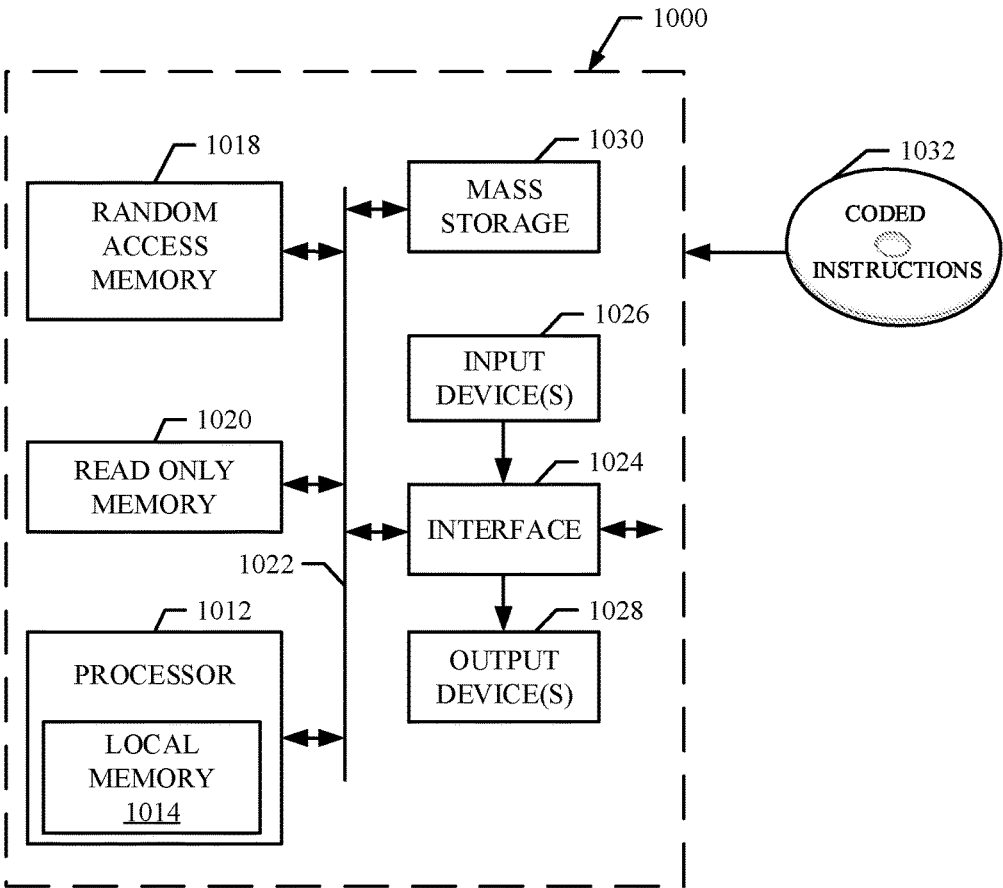 1000
1018
RANDOM
ACCESS
MEMORY
1030
MASS
STORAGE
1032
CODED
INSTRUCTIONS
1026
INPUT
DEVICE(S)
1020
READ ONLY
MEMORY
1024
INTERFACE
1022
1012
PROCESSOR
LOCAL
MEMORY
1014
1028
OUTPUT
DEVICE(S)